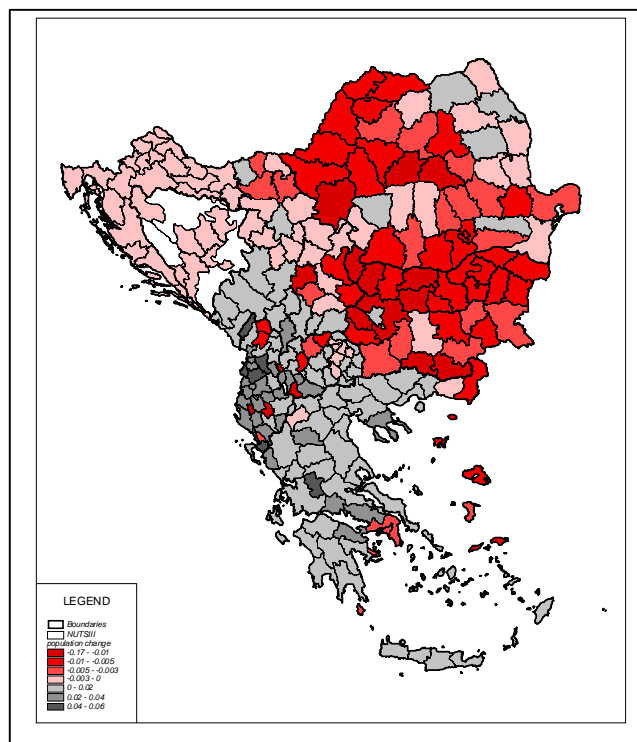 LEGEND
Boundaries
NUTSIII
population change
-0.17 - -0.01
-0.01 - -0.005
-0.005 - -0.003
-0.003 - 0
0 - 0.02
0.02 - 0.04
0.04 - 0.06